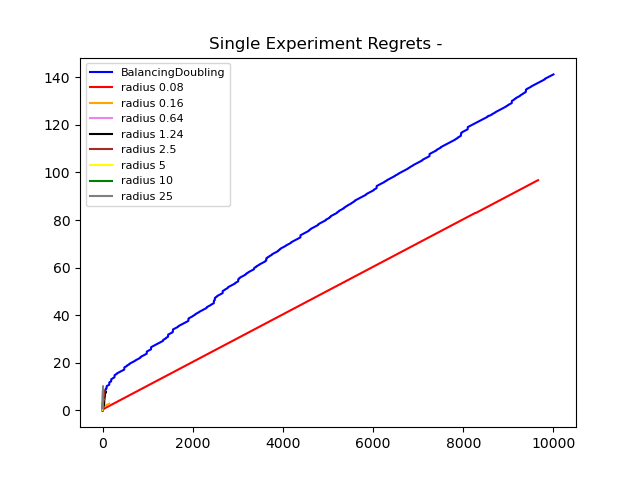 Single Experiment Regrets -
140
120
100
80
60
40
20
0
BalancingDoubling
radius 0.08
radius 0.16
radius 0.64
radius 1.24
radius 2.5
radius 5
radius 10
radius 25
0 2000 4000 6000 8000 10000